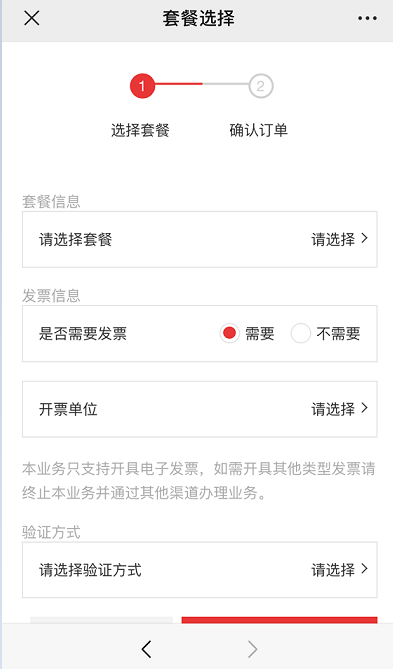 套餐选择
1
2
选择套餐
确认订单
套餐信息
请选择套餐 请选择
发票信息
是否需要发票 需要 不需要
开票单位 请选择
本业务只支持开具电子发票，如需开具其他类型发票请
终止本业务并通过其他渠道办理业务。
验证方式
请选择验证方式 请选择